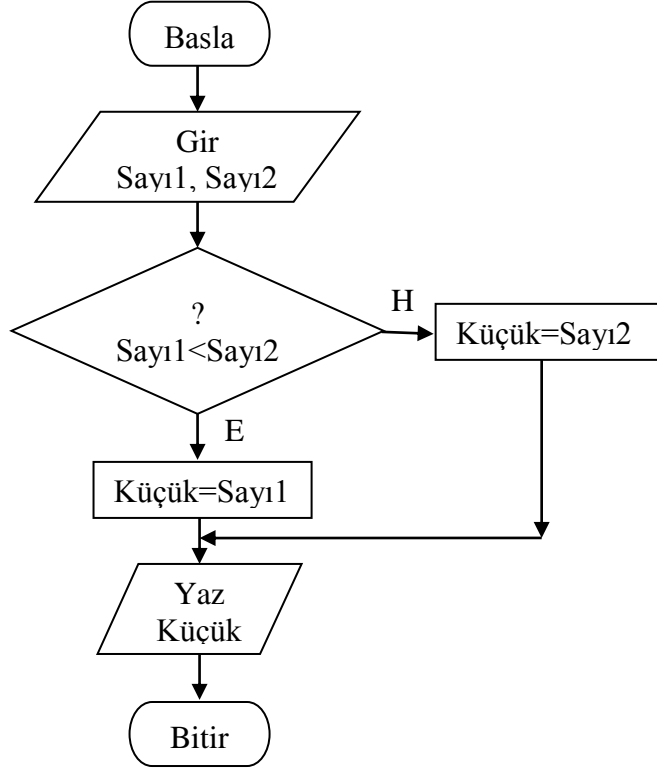 Basla
Gir
Sayı1, Sayı2
?
Sayı1<Sayı2
H
Küçük=Sayı2
E
Küçük=Sayı1
Yaz
Küçük
Bitir